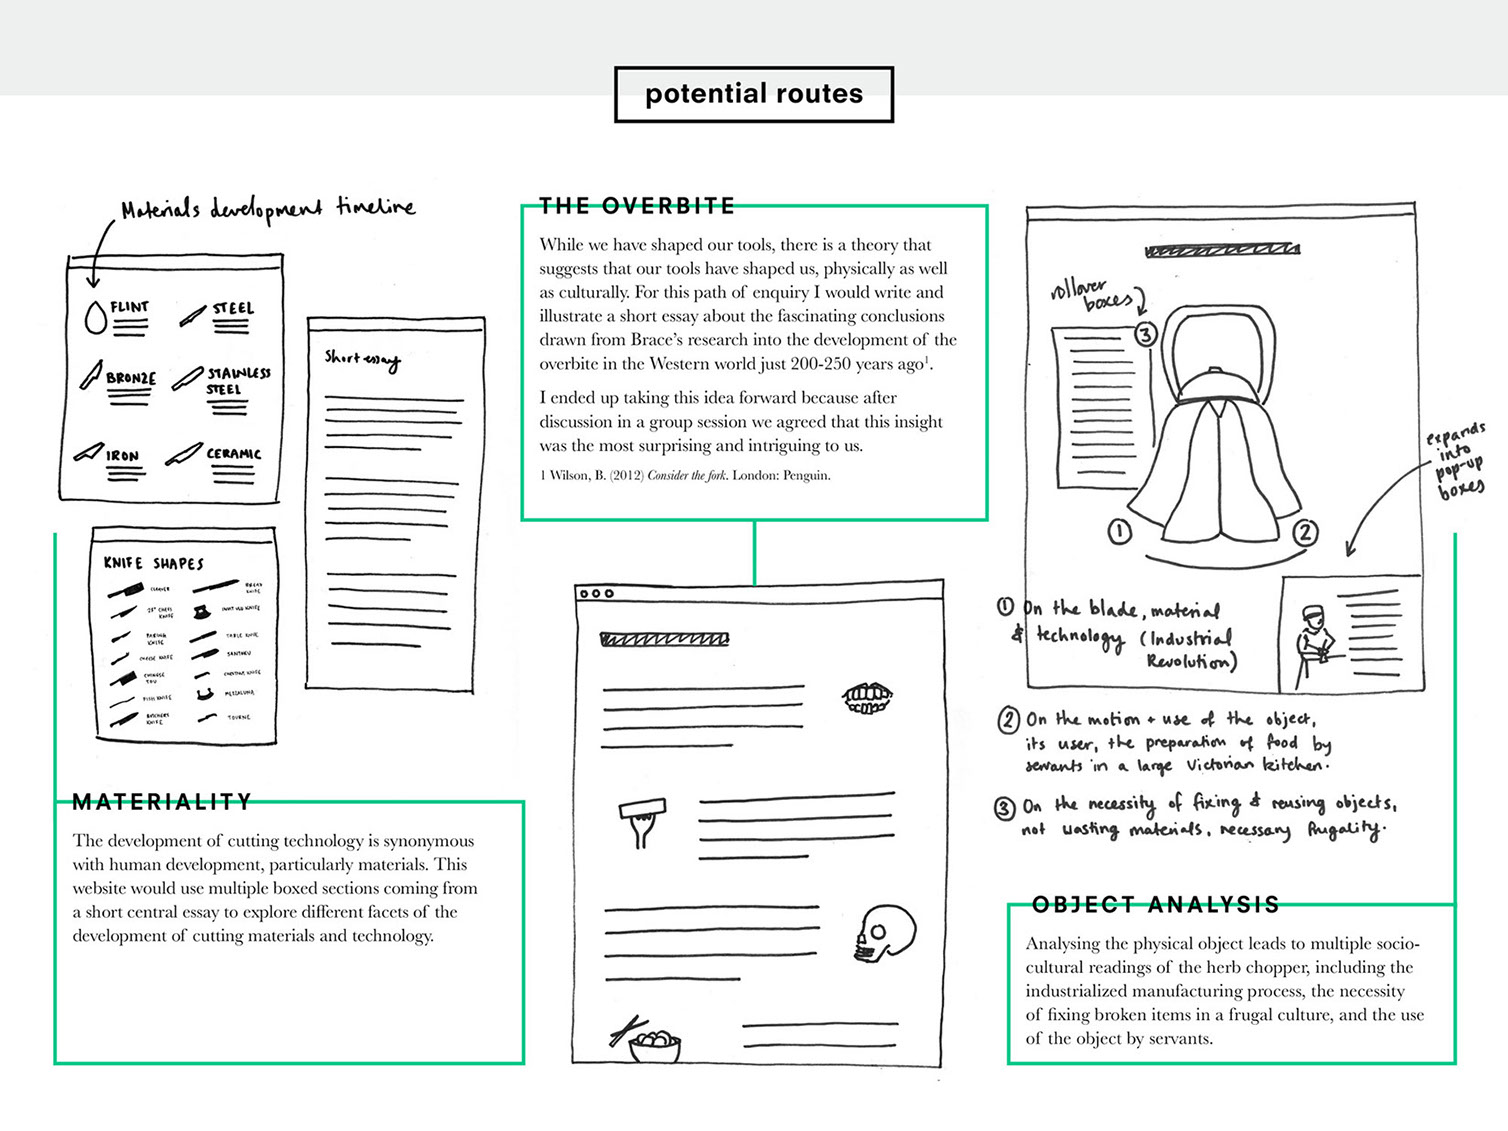 potential routes
Materials development timeline
FLINT
STEEL
BRONZE
STAINLESS
STEEL
IRON
CERAMIC
Short essay
KNIFE SHAPES
CLEAVER
BREAD
KNIFE
CHEFS
KNIFE
PARING
KNIFE
TABLE KNIFE
CHEESE KNIFE
SANTOKU
CHINESE
FISH KNIFE
MEZZALUNA
BUTCHERS
KNIFE
TOURNE
MATERIALITY
The development of cutting technology is synonymous
with human development, particularly materials. This
website would use multiple boxed sections coming from
a short central essay to explore different facets of the
development of cutting materials and technology.
THE OVERBITE
While we have shaped our tools, there is a theory that
suggests that our tools have shaped us, physically as well
as culturally. For this path of enquiry I would write and
illustrate a short essay about the fascinating conclusions
drawn from Brace's research into the development of the
overbite in the Western world just 200-250 years ago¹.
I ended up taking this idea forward because after
discussion in a group session we agreed that this insight
was the most surprising and intriguing to us.
1 Wilson, B. (2012) Consider the fork. London: Penguin.
rollover
boxes
3
1
2
expands
into
pop-up
boxes
① On the blade, material
& technology (Industrial
Revolution)
② On the motion + use of the object,
its user, the preparation of food by
servants in a large Victorian kitchen.
③ On the necessity of fixing & reusing objects,
not wasting materials, necessary frugality.
OBJECT ANALYSIS
Analysing the physical object leads to multiple socio-
cultural readings of the herb chopper, including the
industrialized manufacturing process, the necessity
of fixing broken items in a frugal culture, and the use
of the object by servants.